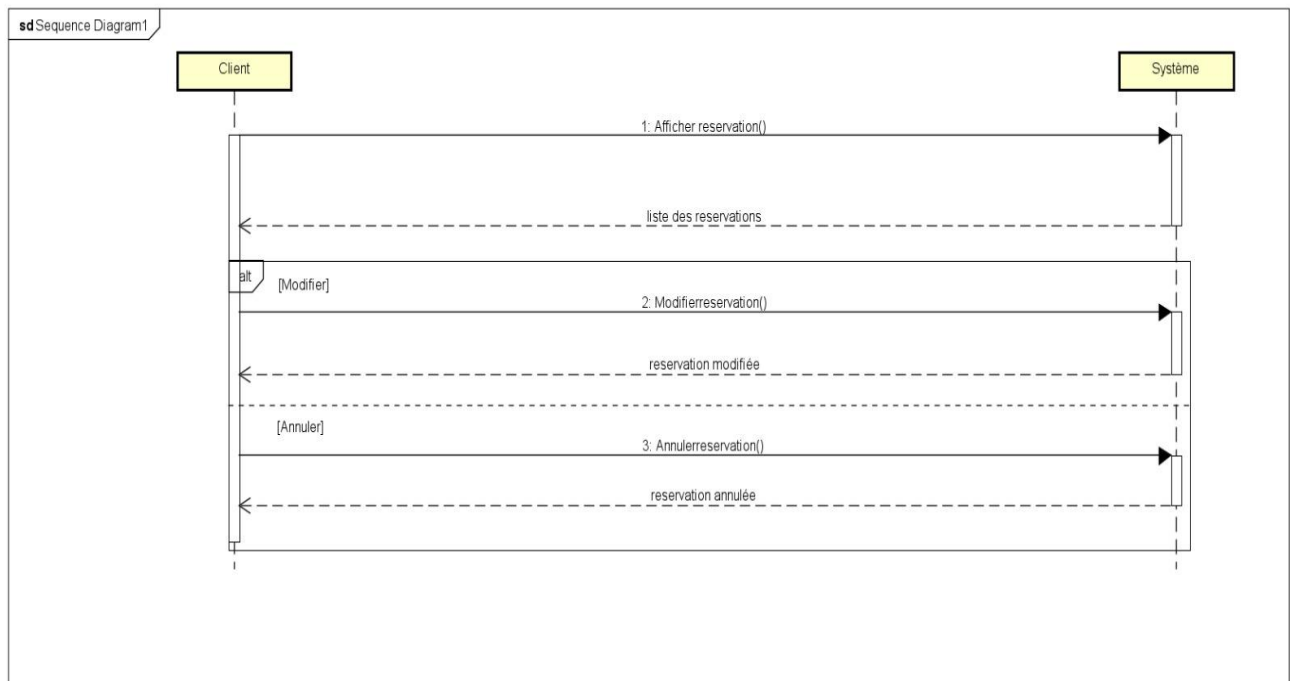 sd Sequence Diagram1
Client
Système
1: Afficher reservation()
liste des reservations
alt
[Modifier]
2: Modifierreservation()
reservation modifiée
[Annuler]
3: Annulerreservation()
reservation annulée